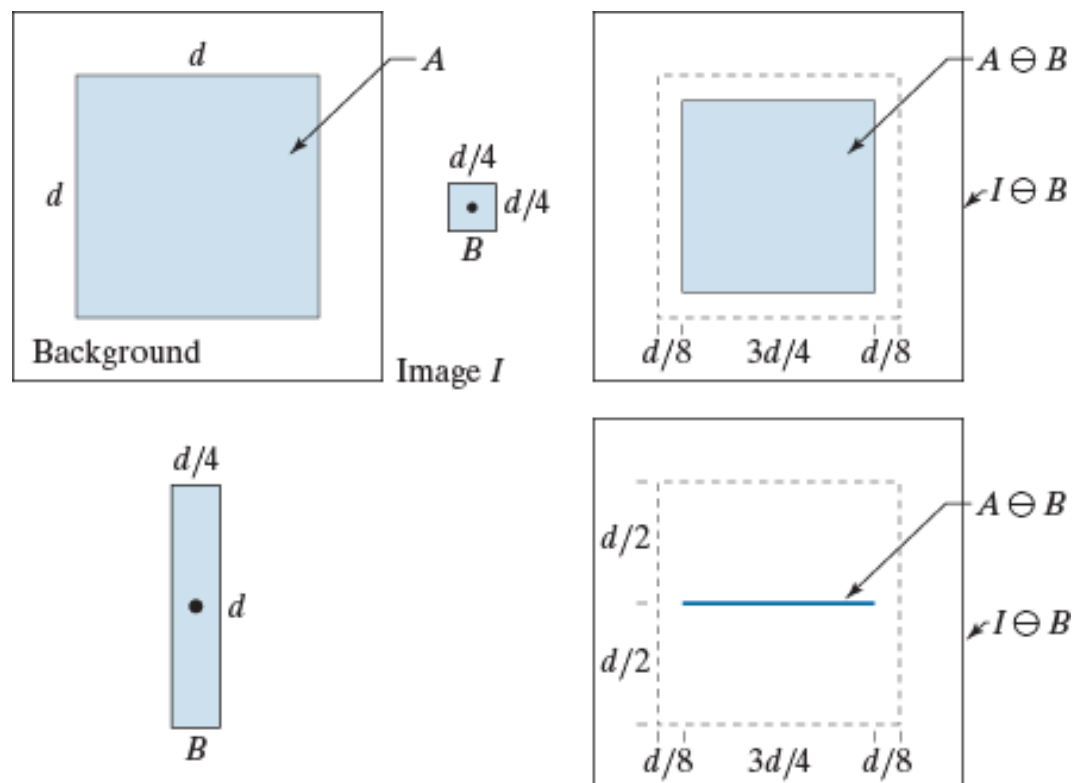 d
A
d
Background
Image I
d/4
d/4
B
A ⊖ B
I ⊖ B
d/8 3d/4 d/8
d/4
d
B
d/2
d/2
A ⊖ B
I ⊖ B
d/8 3d/4 d/8